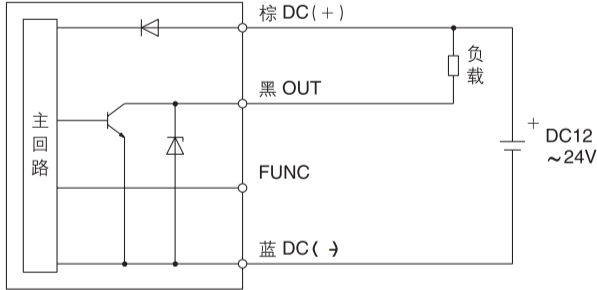 棕 DC(+)
负
载
黑 OUT
主
回
路
+
DC12
~24V
FUNC
蓝 DC(-)